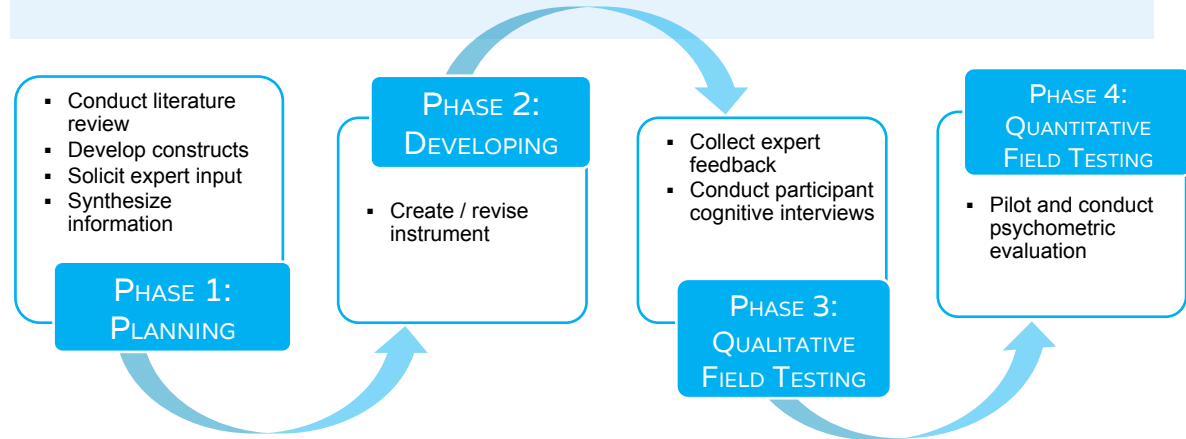 ▪ Conduct literature
review
▪ Develop constructs
▪ Solicit expert input
▪ Synthesize
information
Phase 1:
Planning
Phase 2:
Developing
▪ Create / revise
instrument
▪ Collect expert
feedback
▪ Conduct participant
cognitive interviews
Phase 3:
Qualitative
Field Testing
Phase 4:
Quantitative
Field Testing
▪ Pilot and conduct
psychometric
evaluation